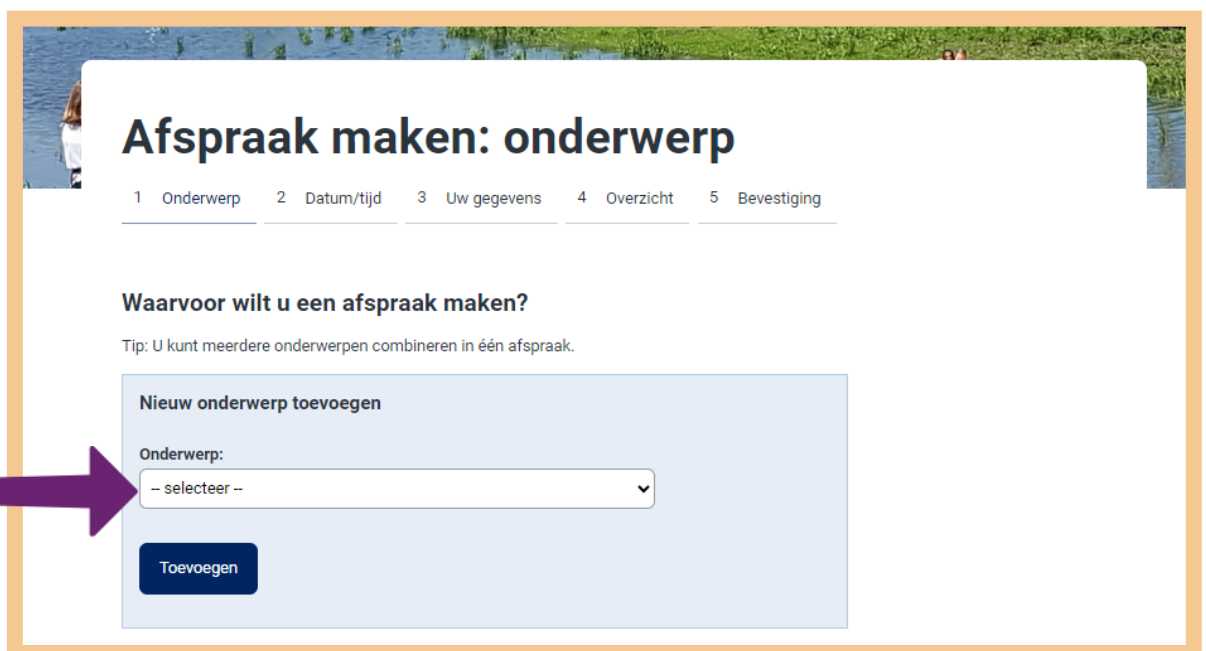 Afspraak maken: onderwerp
1 Onderwerp 2 Datum/tijd 3 Uw gegevens 4 Overzicht 5 Bevestiging
Waarvoor wilt u een afspraak maken?
Tip: U kunt meerdere onderwerpen combineren in één afspraak.
Nieuw onderwerp toevoegen
Onderwerp:
-- selecteer --
Toevoegen